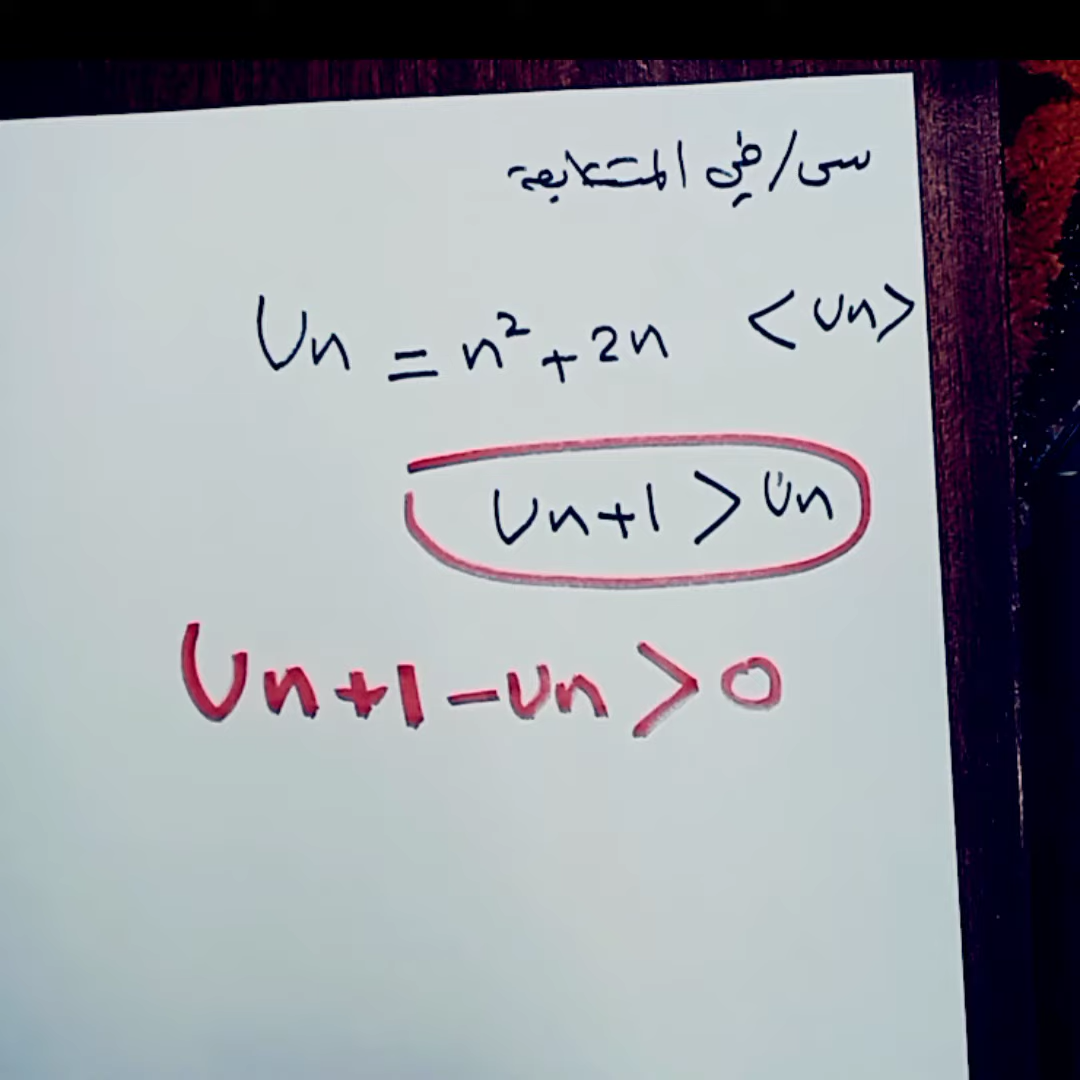 س/ في المتتابعة
Un = n² + 2n <Un>
Un+1 > Un
Un+1 - Un > 0